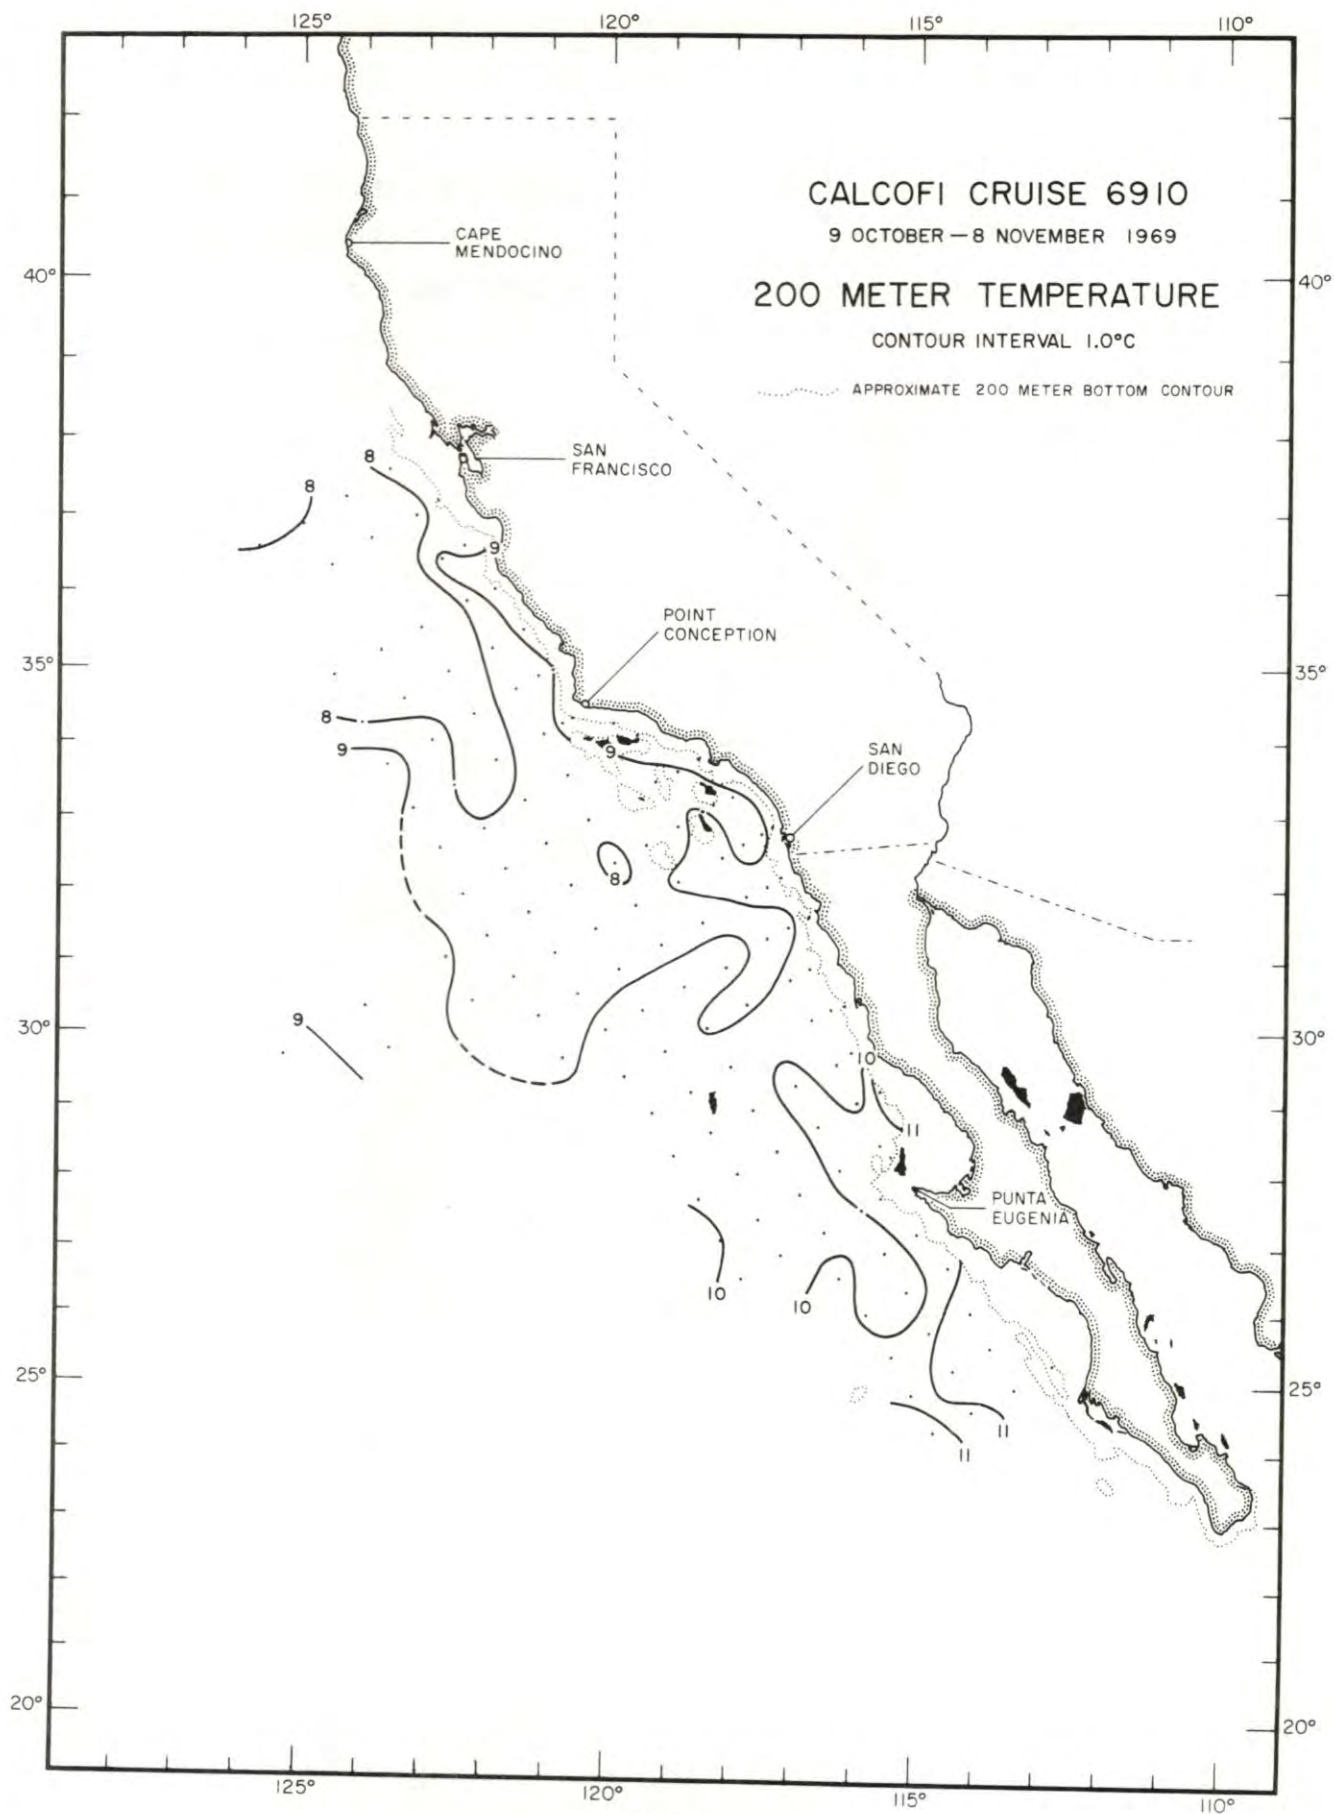 125° 120° 115° 110°
CALCOFI CRUISE 6910
9 OCTOBER — 8 NOVEMBER 1969
CAPE
MENDOCINO
40° 40°
200 METER TEMPERATURE
CONTOUR INTERVAL 1.0°C
APPROXIMATE 200 METER BOTTOM CONTOUR
8
SAN
FRANCISCO
8
9
POINT
CONCEPTION
35° 35°
8
9
9
SAN
DIEGO
8
9
30° 30°
10
11
PUNTA
EUGENIA
10
10
25° 25°
11
11
20° 20°
125° 120° 115° 110°